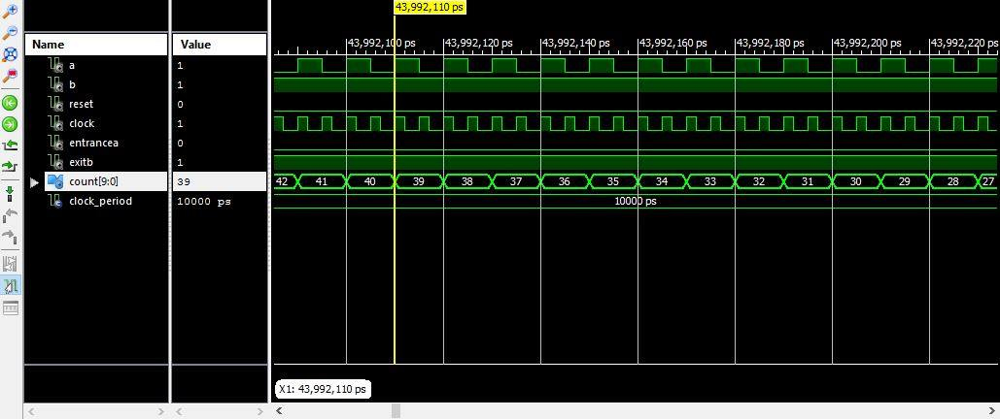 43,992,110 ps
Name Value 43,992,100 ps 43,992,120 ps 43,992,140 ps 43,992,160 ps 43,992,180 ps 43,992,200 ps 43,992,220 ps
a 1
b 1
reset 0
clock 1
entrancea 0
exitb 1
count[9:0] 39 42 41 40 39 38 37 36 35 34 33 32 31 30 29 28 27
clock_period 10000 ps 10000 ps
X1: 43,992,110 ps